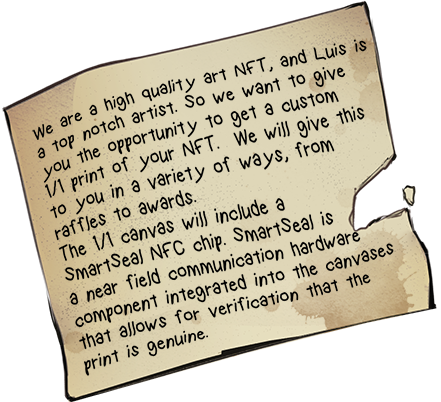 We are a high quality art NFT, and Luis is
a top notch artist. So we want to give
you the opportunity to get a custom
1/1 print of your NFT. We will give this
to you in a variety of ways, from
raffles to awards.
The 1/1 canvas will include a
SmartSeal NFC chip. SmartSeal is
a near field communication hardware
component integrated into the canvases
that allows for verification that the
print is genuine.